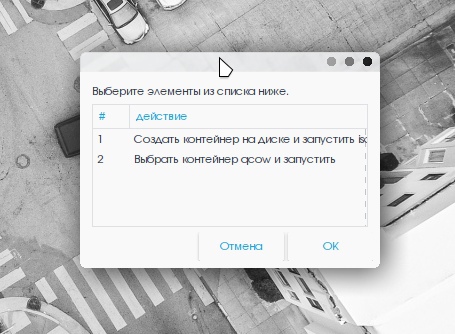 Выберите элементы из списка ниже.
# действие
1 Создать контейнер на диске и запустить
2 Выбрать контейнер qcow и запустить
Отмена OK